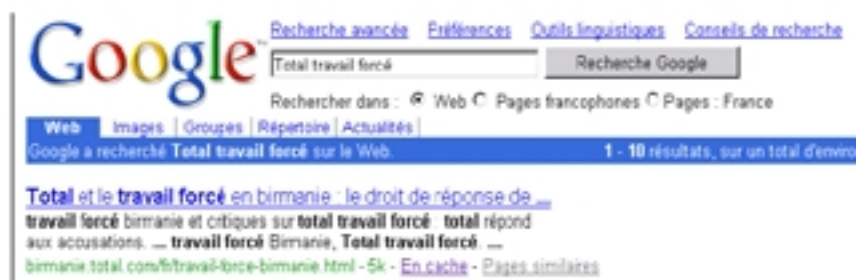 Google™
Recherche avancée Préférences Outils linguistiques Conseils de recherche
Total travail forcé Recherche Google
Rechercher dans : Web Pages francophones Pages : France
Web Images Groupes Répertoire Actualités
Google a recherché Total travail forcé sur le Web. 1 - 10 résultats, sur un total d'enviro
Total et le travail forcé en birmanie : le droit de réponse de ...
travail forcé birmanie et critiques sur total travail forcé : total répond
aux accusations. ... travail forcé Birmanie, Total travail forcé. ...
birmanie.total.com/fr/travail-force-birmanie.html - 5k - En cache - Pages similaires